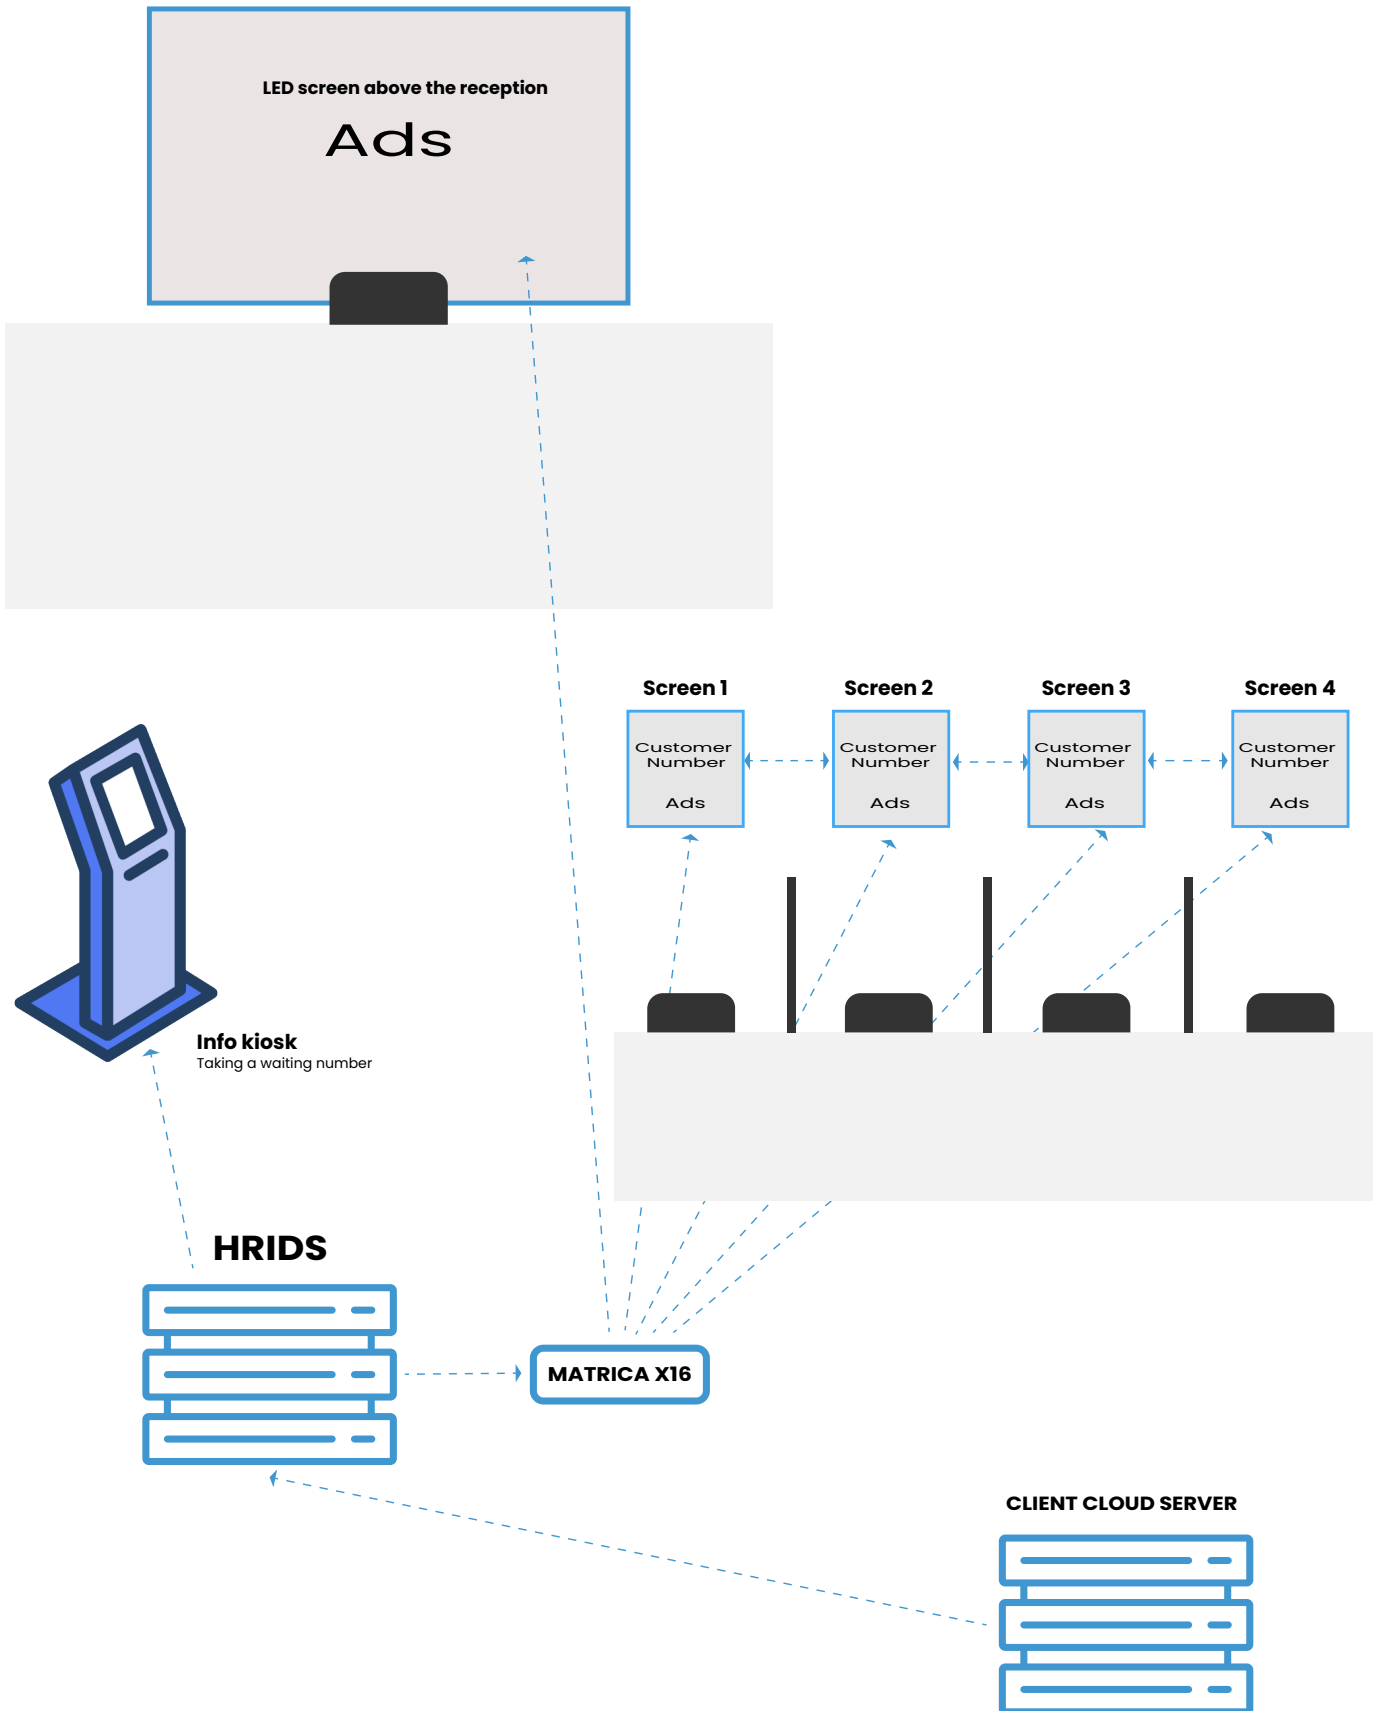 LED screen above the reception
Ads
Screen 1
Screen 2
Screen 3
Screen 4
Customer
Number
Ads
Customer
Number
Ads
Customer
Number
Ads
Customer
Number
Ads
Info kiosk
Taking a waiting number
HRIDS
MATRICA X16
CLIENT CLOUD SERVER